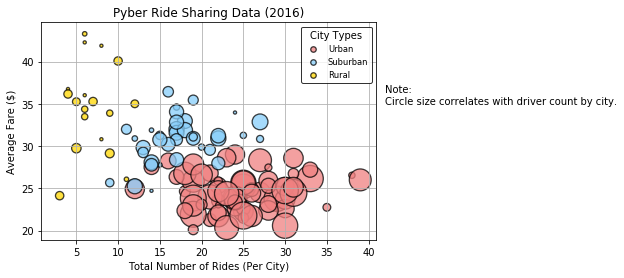 Pyber Ride Sharing Data (2016)
City Types
Urban
Suburban
Rural
Note:
Circle size correlates with driver count by city.
Average Fare ($)
40
35
30
25
20
5 10 15 20 25 30 35 40
Total Number of Rides (Per City)